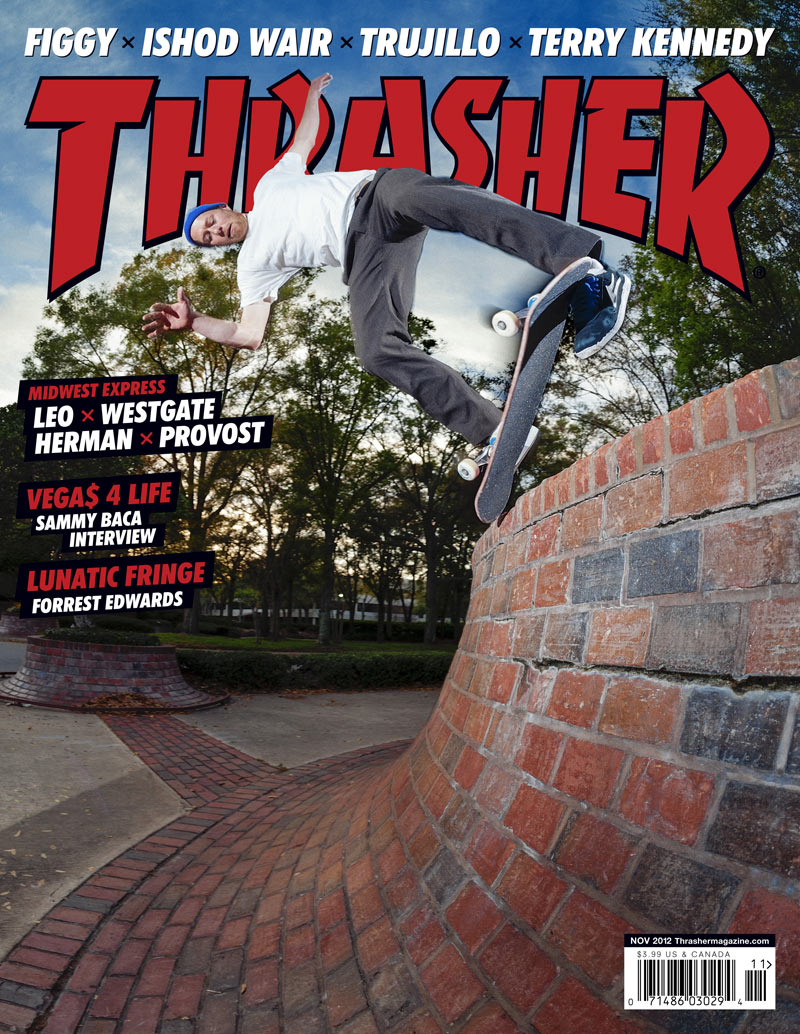 FIGGY × ISHOD WAIR × TRUJILLO × TERRY KENNEDY
THRASHER
®
MIDWEST EXPRESS
LEO × WESTGATE
HERMAN × PROVOST
VEGA$ 4 LIFE
SAMMY BACA
INTERVIEW
LUNATIC FRINGE
FORREST EDWARDS
NOV 2012 Thrashermagazine.com
$3.99 US & CANADA
11>
0 71486 03029 4